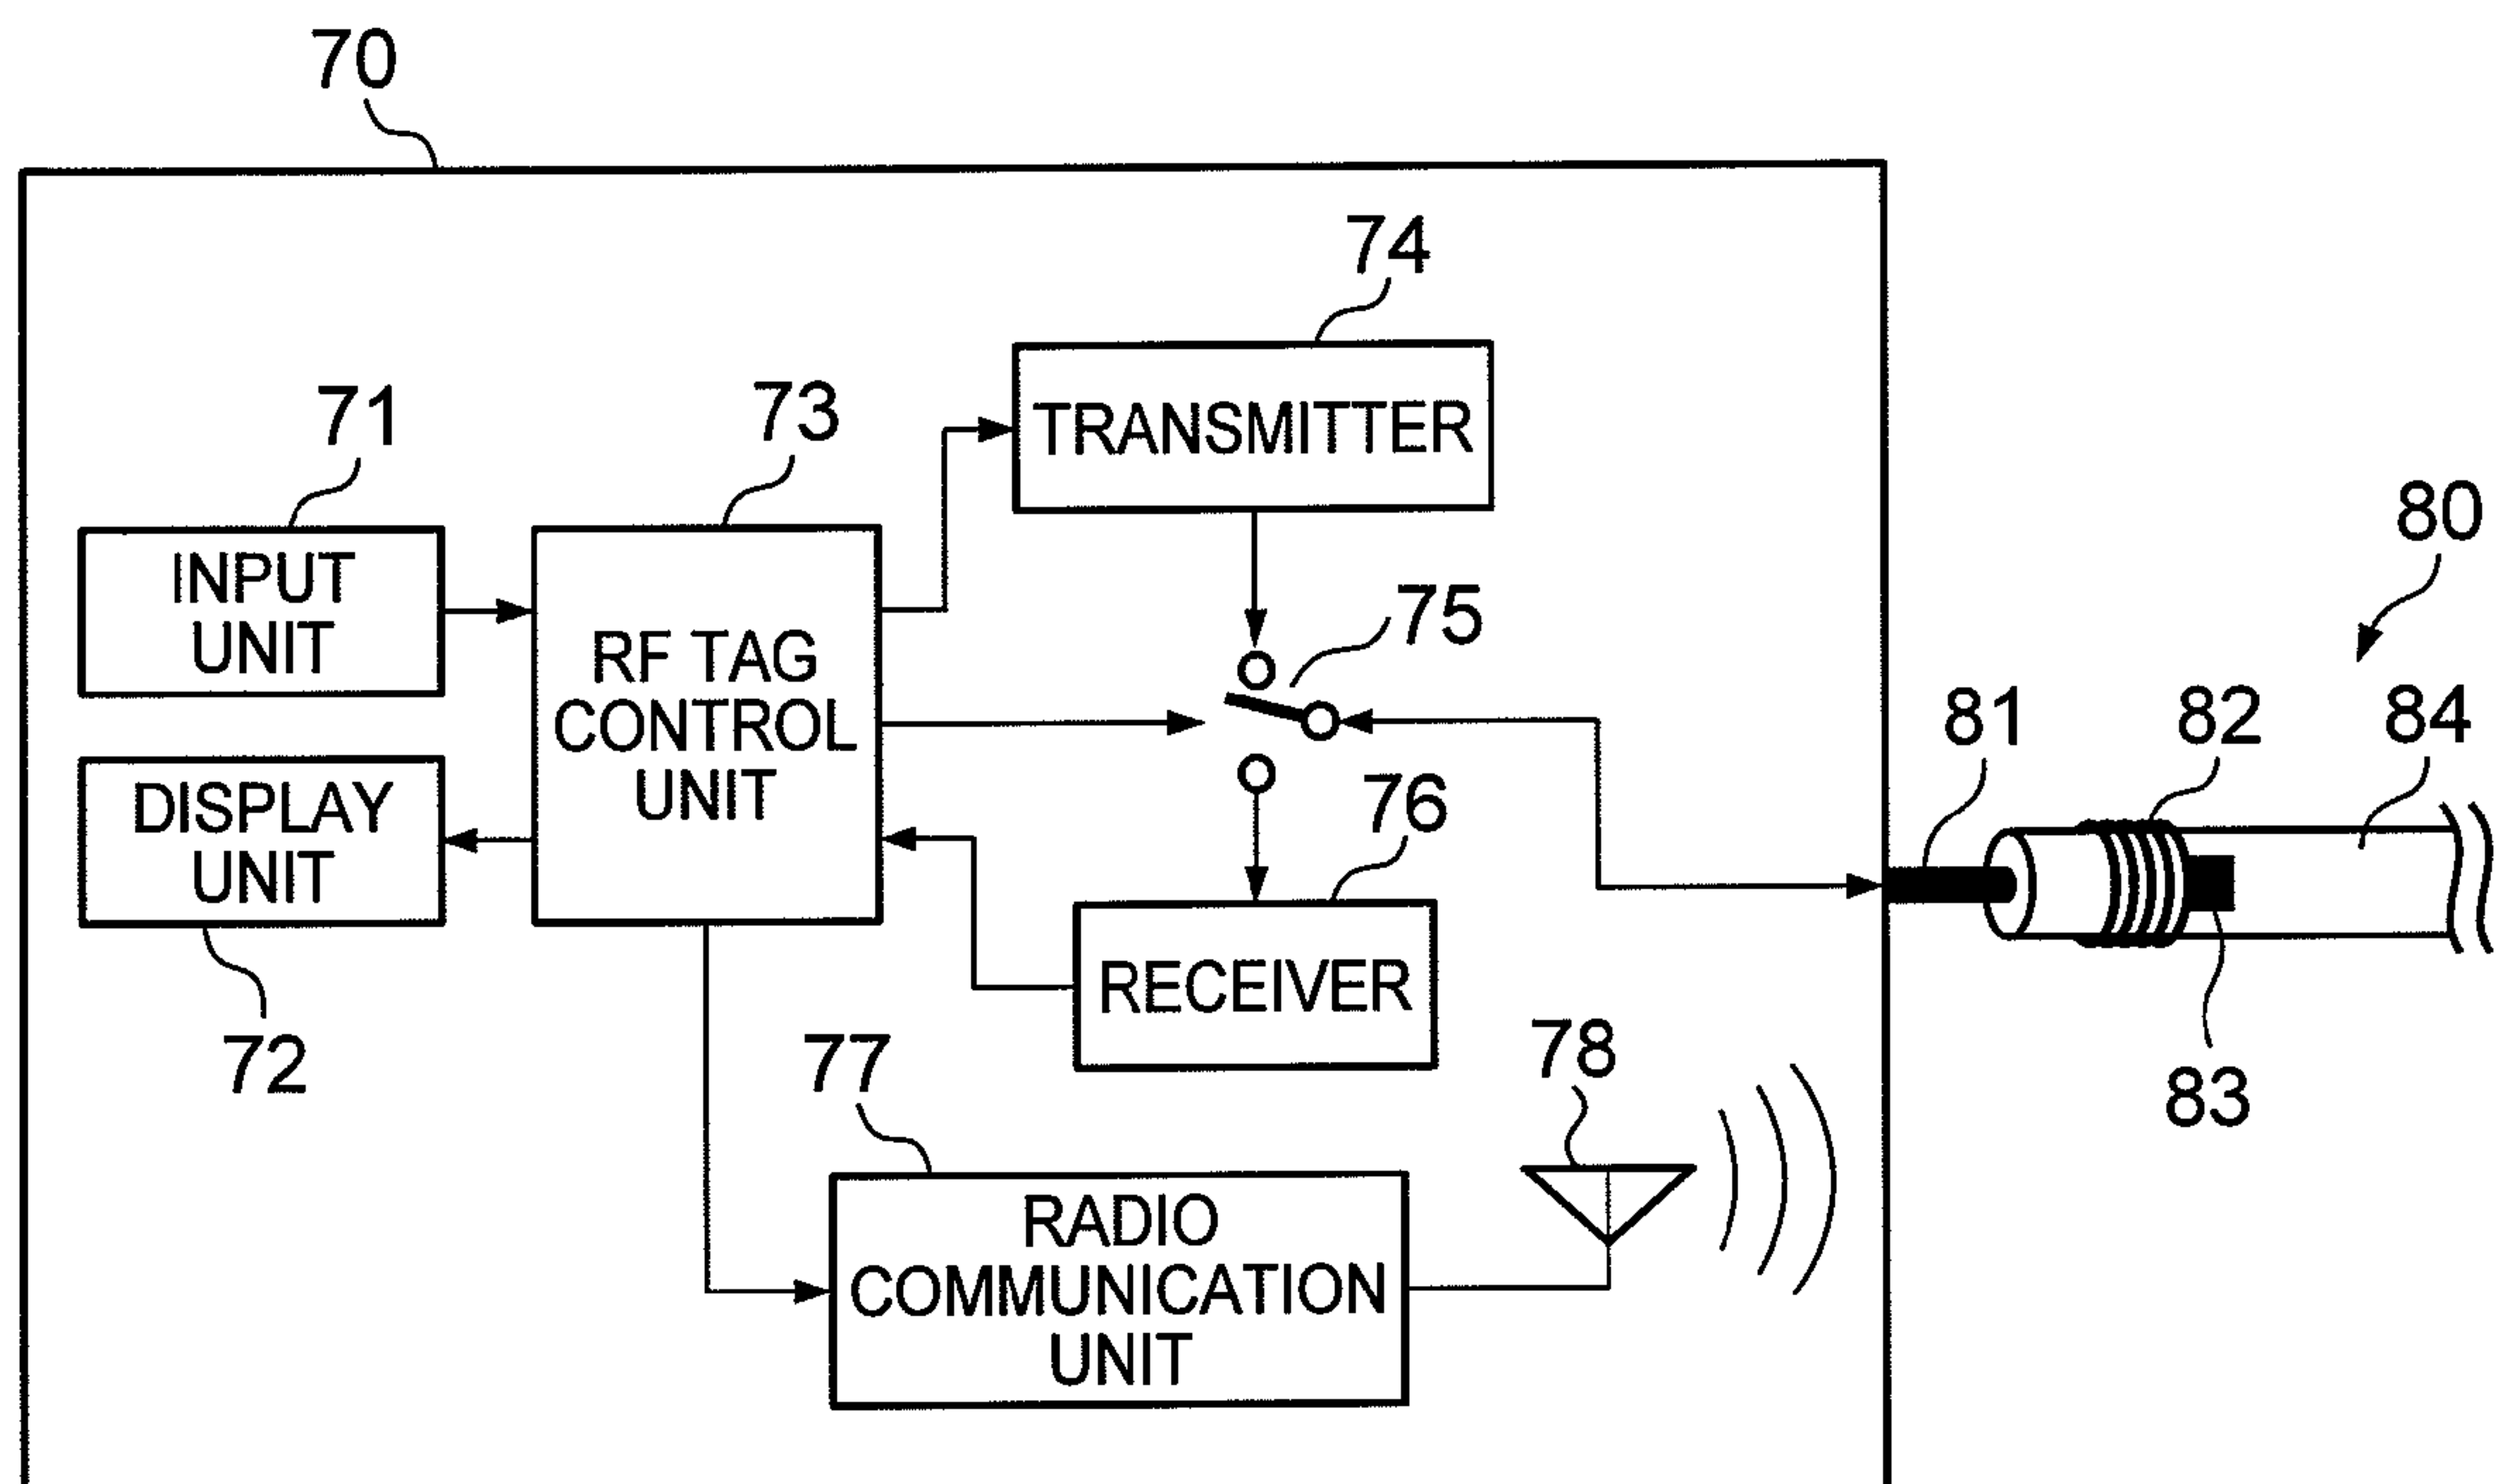 70
74
71
73
TRANSMITTER
80
INPUT
UNIT
75
RF TAG
CONTROL
UNIT
81
82
84
DISPLAY
UNIT
76
RECEIVER
72
77
78
83
RADIO
COMMUNICATION
UNIT